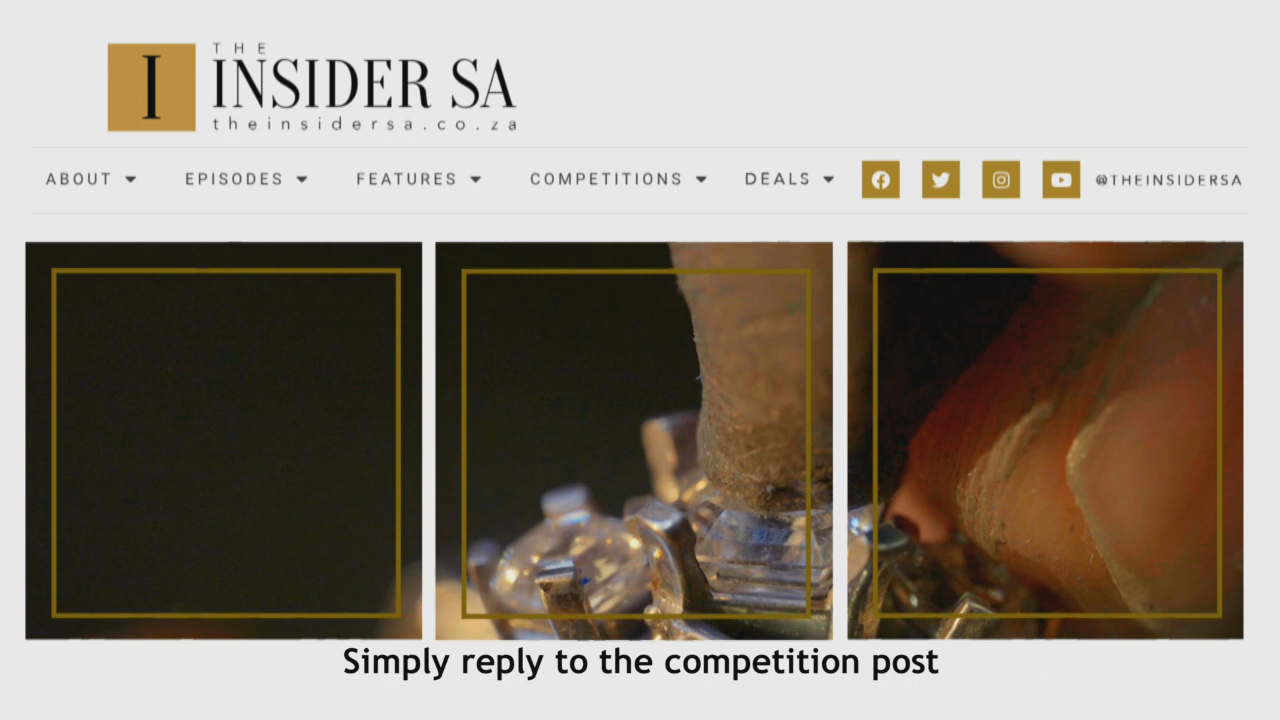 I
THE
INSIDER SA
theinsidersa.co.za
ABOUT EPISODES FEATURES COMPETITIONS DEALS @THEINSIDERSA
Simply reply to the competition post